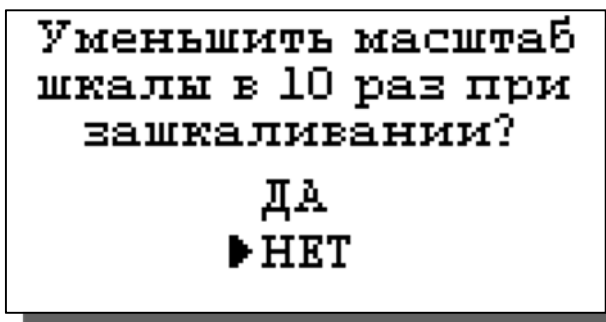 Уменьшить масштаб
шкалы в 10 раз при
зашкаливании?
ДА
НЕТ